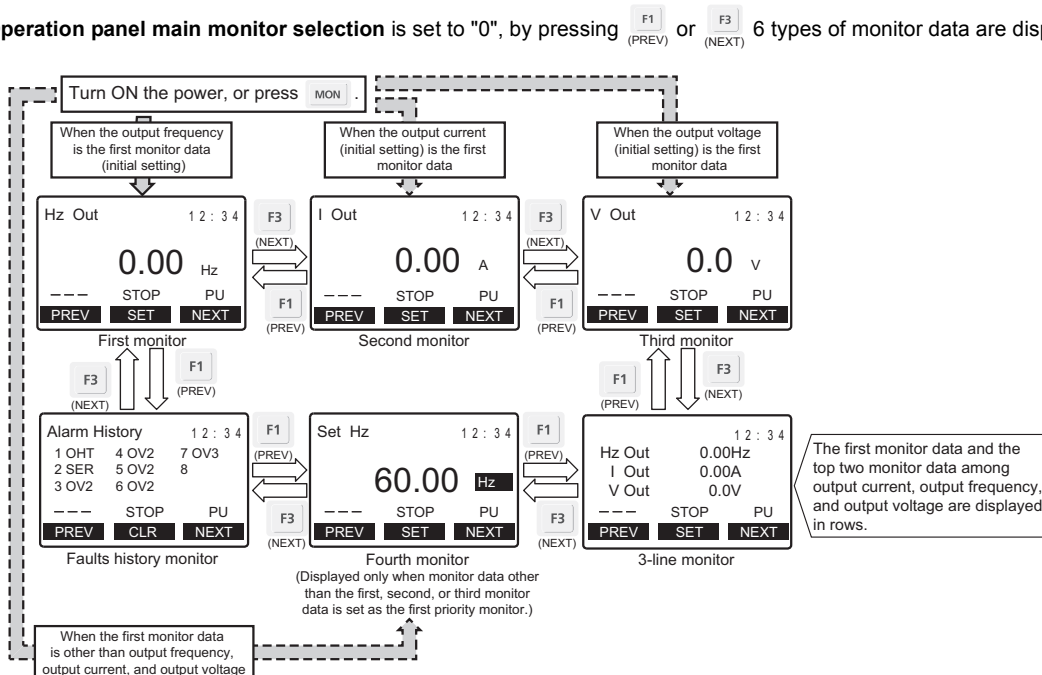 peration panel main monitor selection is set to "0", by pressing F1 (PREV) or F3 (NEXT) 6 types of monitor data are disp
Turn ON the power, or press MON .
When the output frequency
is the first monitor data
(initial setting)
When the output current
(initial setting) is the first
monitor data
When the output voltage
(initial setting) is the first
monitor data
Hz Out 12:34
0.00 Hz
--- STOP PU
PREV SET NEXT
First monitor
F3
(NEXT)
F1
(PREV)
I Out 12:34
0.00 A
--- STOP PU
PREV SET NEXT
Second monitor
F3
(NEXT)
F1
(PREV)
V Out 12:34
0.0 V
--- STOP PU
PREV SET NEXT
Third monitor
F3
(NEXT)
F1
(PREV)
F1
(PREV)
F3
(NEXT)
Alarm History 12:34
1 OHT 4 OV2 7 OV3
2 SER 5 OV2 8
3 OV2 6 OV2
--- STOP PU
PREV CLR NEXT
Faults history monitor
F1
(PREV)
F3
(NEXT)
Set Hz 12:34
60.00 Hz
--- STOP PU
PREV SET NEXT
Fourth monitor
(Displayed only when monitor data other
than the first, second, or third monitor
data is set as the first priority monitor.)
F1
(PREV)
F3
(NEXT)
12:34
Hz Out 0.00Hz
I Out 0.00A
V Out 0.0V
--- STOP PU
PREV SET NEXT
3-line monitor
The first monitor data and the
top two monitor data among
output current, output frequency,
and output voltage are displayed
in rows.
When the first monitor data
is other than output frequency,
output current, and output voltage